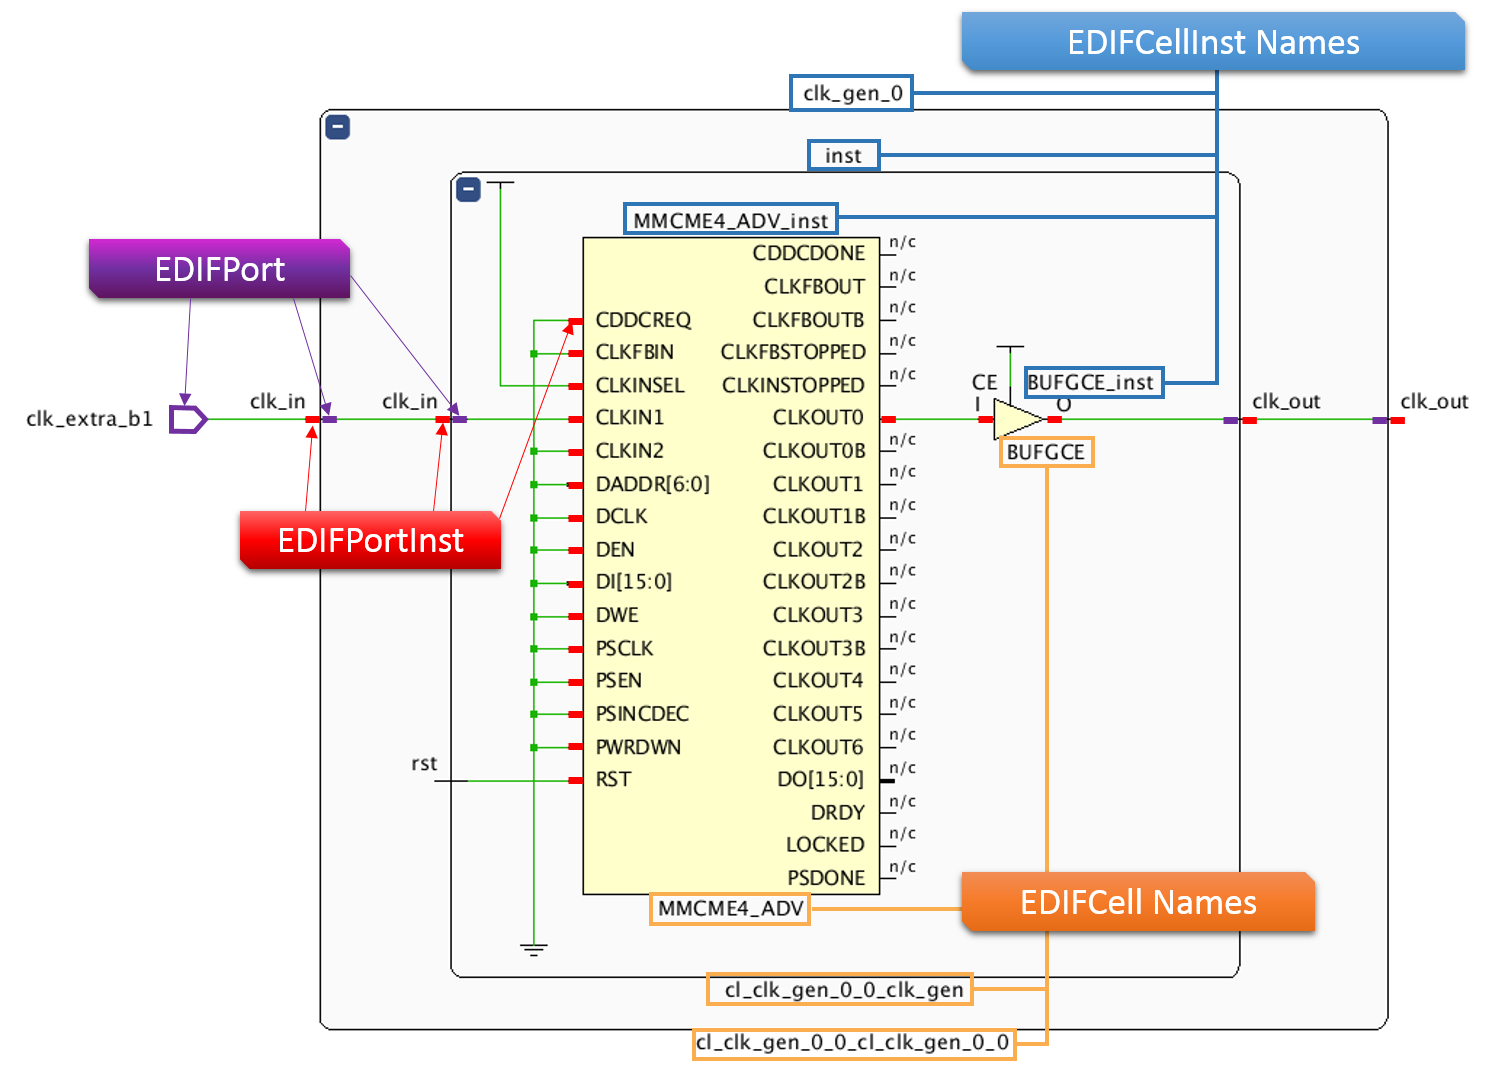 EDIFCellInst Names
clk_gen_0
inst
MMCME4_ADV_inst
EDIFPort
CDDCDONE n/c
CLKFBOUT n/c
CDDCREQ CLKFBOUTB n/c
CLKFBIN CLKFBSTOPPED n/c
CLKINSEL CLKINSTOPPED n/c
CE BUFGCE_inst
clk_extra_b1 clk_in clk_in CLKIN1 CLKOUT0 I O clk_out clk_out
CLKIN2 CLKOUT0B n/c
BUFGCE
DADDR[6:0] CLKOUT1 n/c
DCLK CLKOUT1B n/c
EDIFPortInst
DEN CLKOUT2 n/c
DI[15:0] CLKOUT2B n/c
DWE CLKOUT3 n/c
PSCLK CLKOUT3B n/c
PSEN CLKOUT4 n/c
PSINCDEC CLKOUT5 n/c
PWRDWN CLKOUT6 n/c
rst RST DO[15:0] n/c
DRDY n/c
LOCKED n/c
PSDONE n/c
MMCME4_ADV
EDIFCell Names
cl_clk_gen_0_0_clk_gen
cl_clk_gen_0_0_cl_clk_gen_0_0